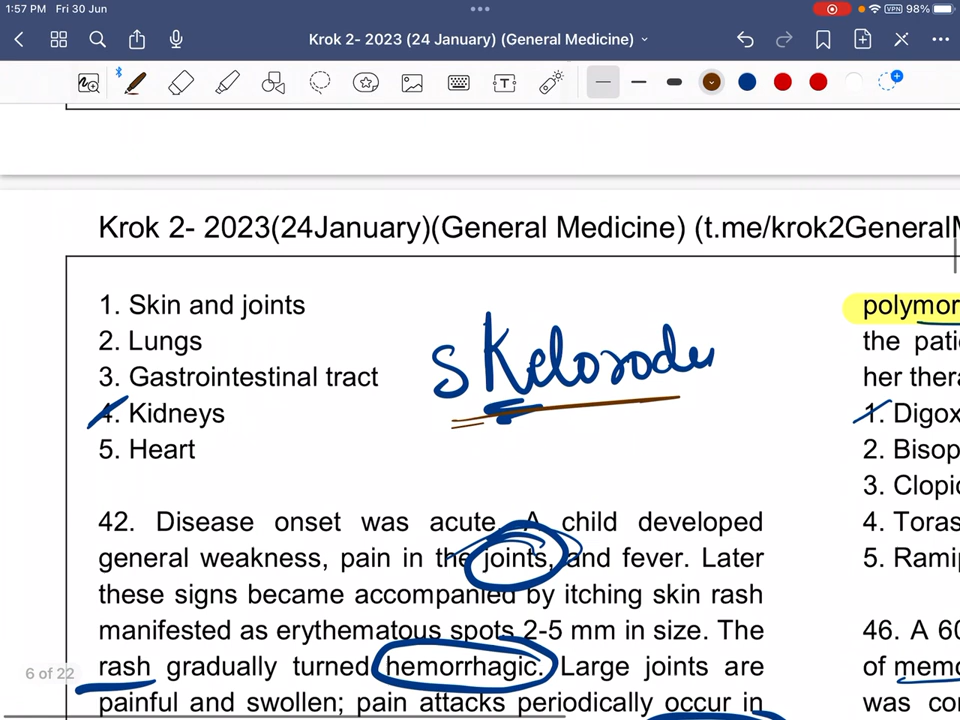 1:57 PM Fri 30 Jun
VPN 98%
Krok 2- 2023 (24 January) (General Medicine)
T
Krok 2- 2023(24January)(General Medicine) (t.me/krok2GeneralM
1. Skin and joints
2. Lungs
3. Gastrointestinal tract
4. Kidneys
5. Heart
sKeloroder
42. Disease onset was acute. A child developed
general weakness, pain in the joints, and fever. Later
these signs became accompanied by itching skin rash
manifested as erythematous spots 2-5 mm in size. The
rash gradually turned hemorrhagic. Large joints are
painful and swollen; pain attacks periodically occur in
polymor
the pati
her thera
1. Digox
2. Bisop
3. Clopi
4. Toras
5. Rami
46. A 60
of memo
was co
6 of 22